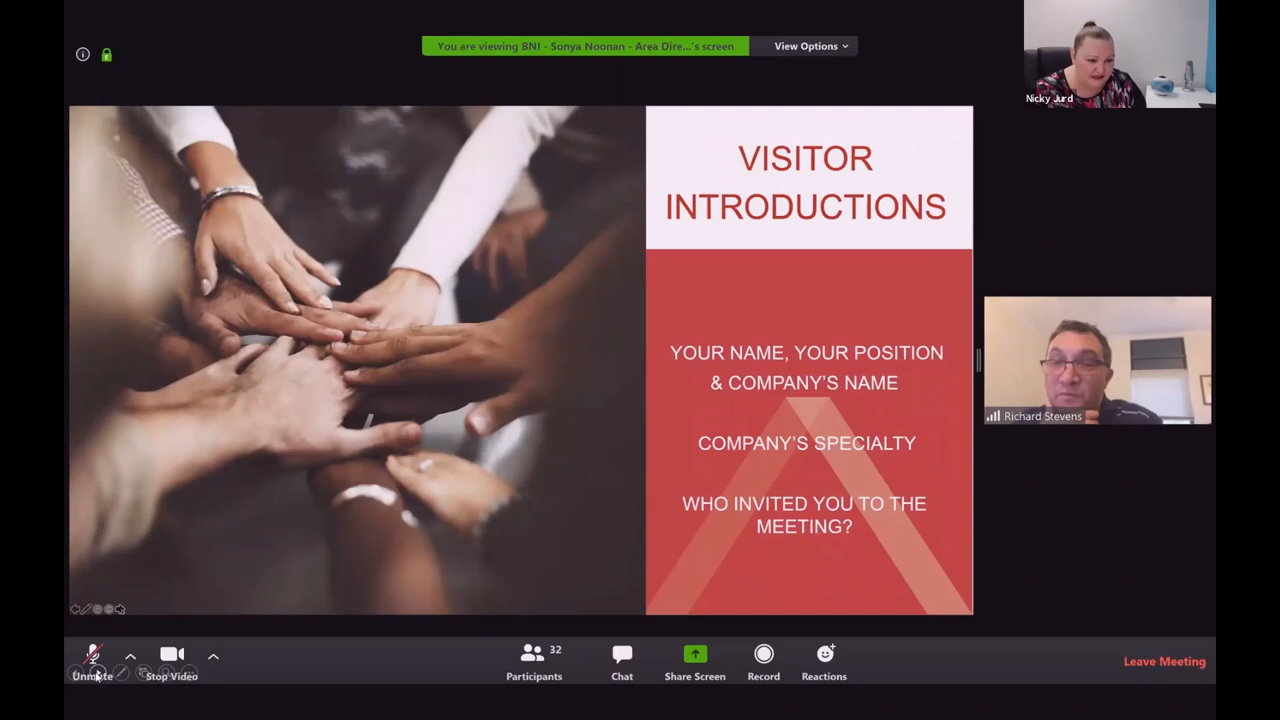 You are viewing BNI - Sonya Noonan - Area Dire...'s screen
View Options
Nicky Jurd
VISITOR
INTRODUCTIONS
YOUR NAME, YOUR POSITION
& COMPANY'S NAME
COMPANY'S SPECIALTY
WHO INVITED YOU TO THE
MEETING?
Richard Stevens
32
Unmute
Stop Video
Participants
Chat
Share Screen
Record
Reactions
Leave Meeting